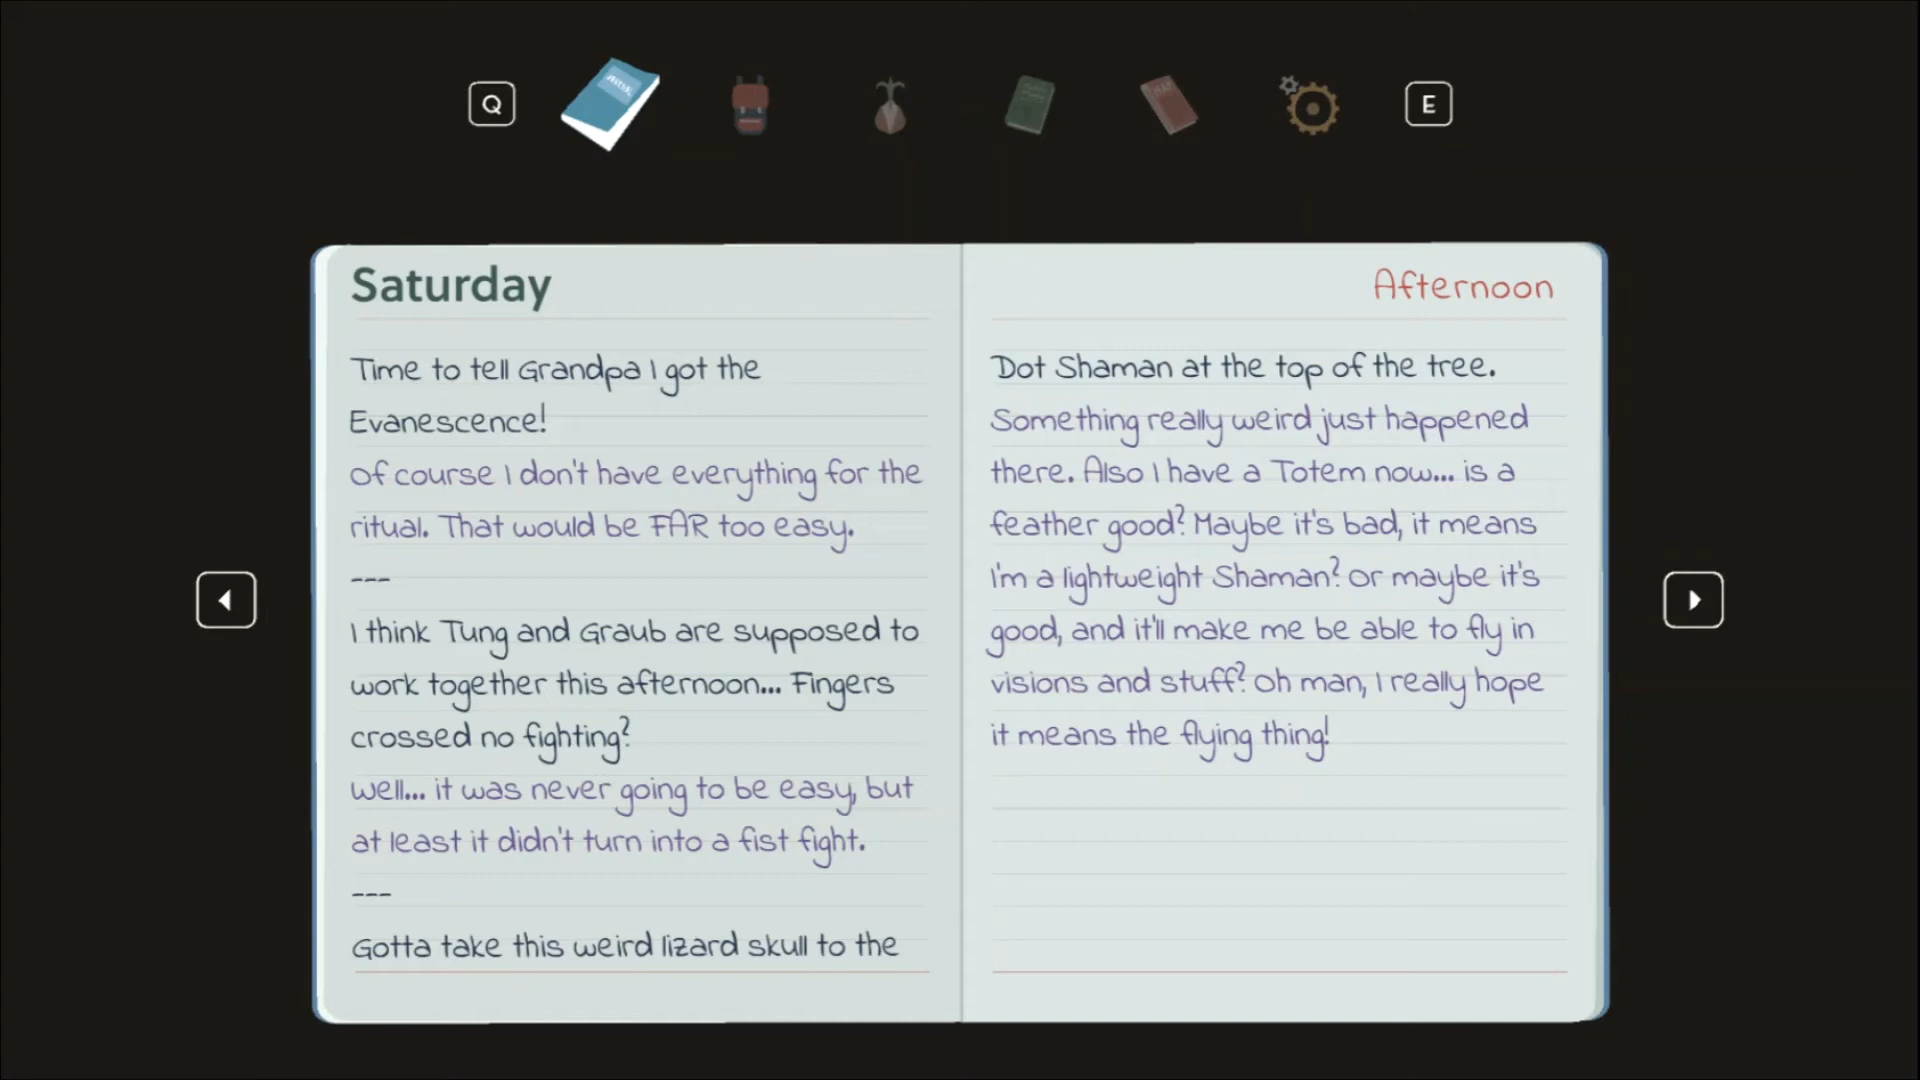 Q
E
Saturday
Time to tell Grandpa I got the
Evanescence!
Of course I don't have everything for the
ritual. That would be FAR too easy.
---
I think Tung and Graub are supposed to
work together this afternoon... Fingers
crossed no fighting?
Well... it was never going to be easy, but
at least it didn't turn into a fist fight.
---
Gotta take this weird lizard skull to the
Afternoon
Dot Shaman at the top of the tree.
Something really weird just happened
there. Also I have a Totem now... is a
feather good? Maybe it's bad, it means
I'm a lightweight Shaman? Or maybe it's
good, and it'll make me be able to fly in
visions and stuff? Oh man, I really hope
it means the flying thing!